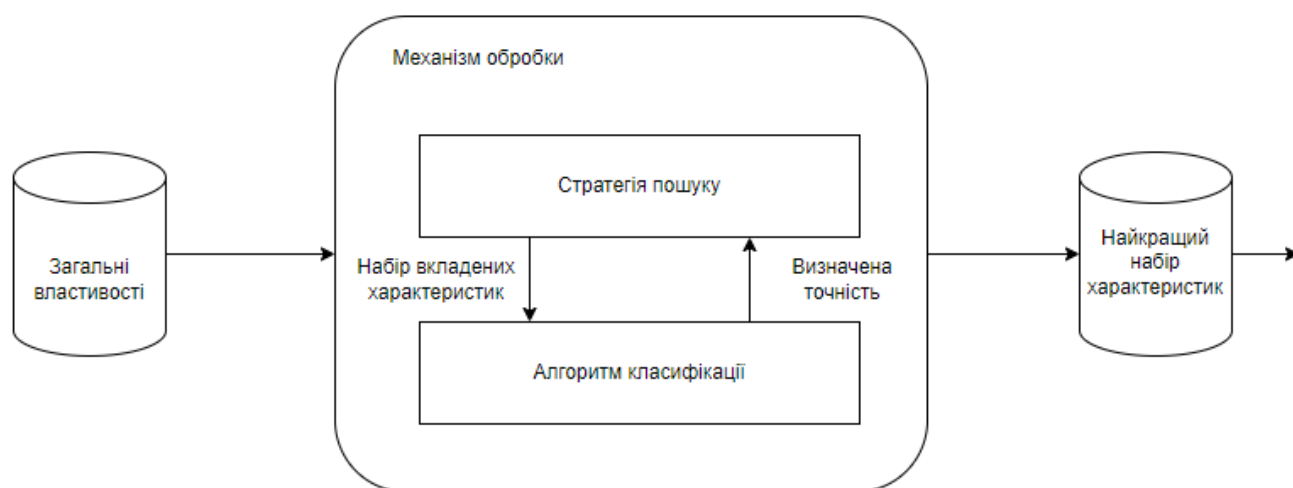 Механізм обробки
Стратегія пошуку
Загальні
властивості
Набір вкладених
характеристик
Визначена
точність
Найкращий
набір
характеристик
Алгоритм класифікації